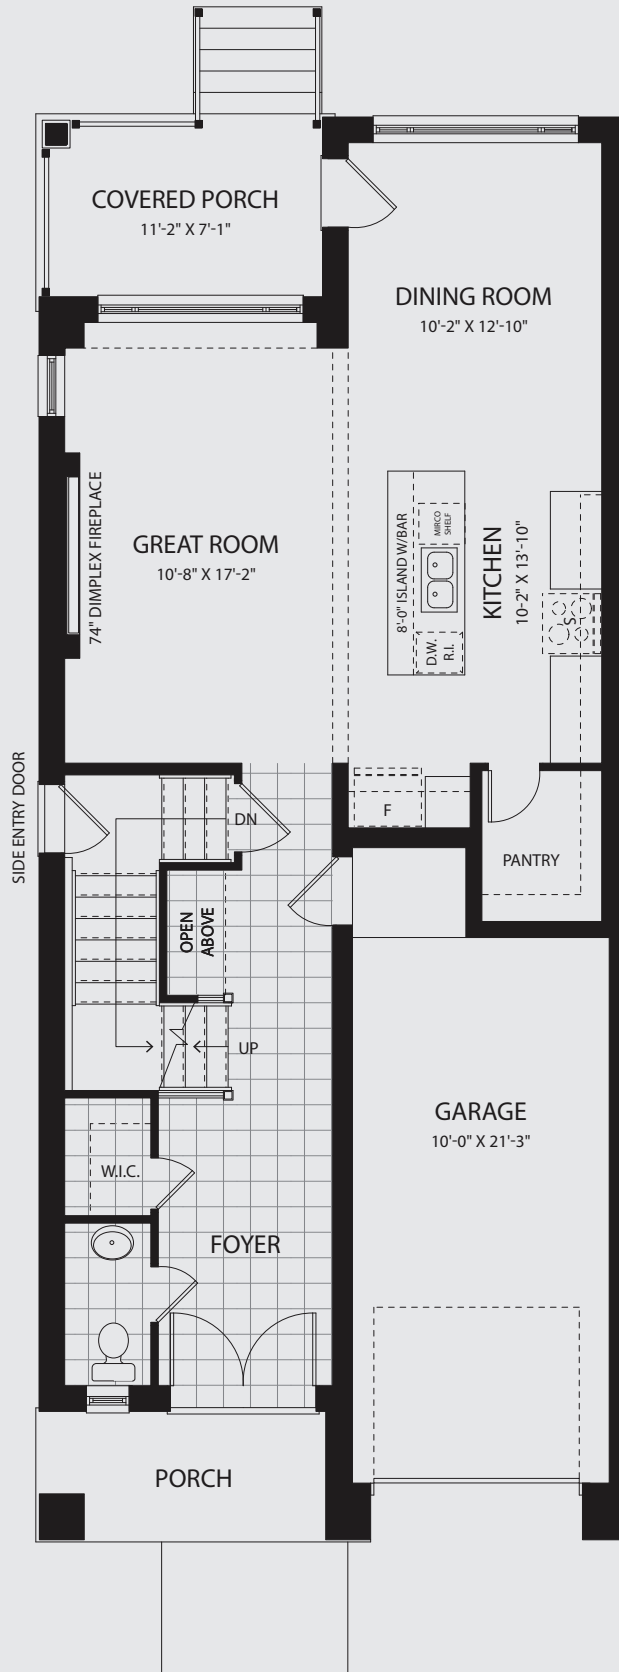 COVERED PORCH
11'-2" X 7'-1"
DINING ROOM
10'-2" X 12'-10"
74" DIMPLEX FIREPLACE
GREAT ROOM
10'-8" X 17'-2"
8'-0" ISLAND W/BAR
MIRCO
SHELF
D.W.
R.I.
KITCHEN
10-2" X 13'-10"
S
SIDE ENTRY DOOR
DN
F
PANTRY
OPEN
ABOVE
UP
GARAGE
10'-0" X 21'-3"
W.I.C.
FOYER
PORCH